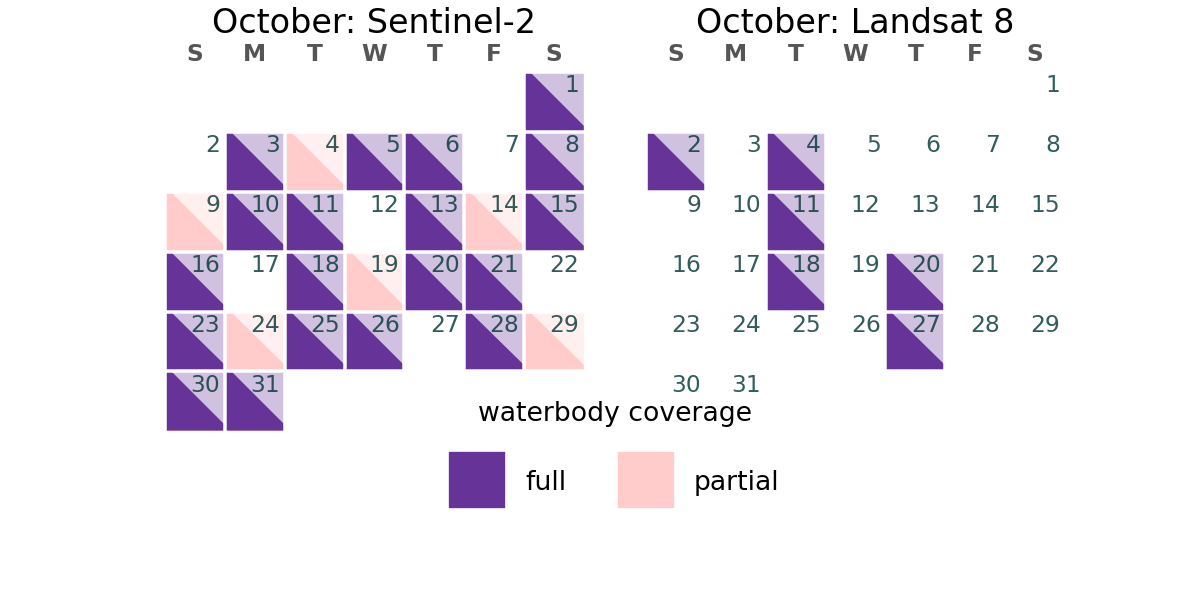 October: Sentinel-2
S M T W T F S
1
2 3 4 5 6 7 8
9 10 11 12 13 14 15
16 17 18 19 20 21 22
23 24 25 26 27 28 29
30 31
October: Landsat 8
S M T W T F S
1
2 3 4 5 6 7 8
9 10 11 12 13 14 15
16 17 18 19 20 21 22
23 24 25 26 27 28 29
30 31
waterbody coverage
full partial